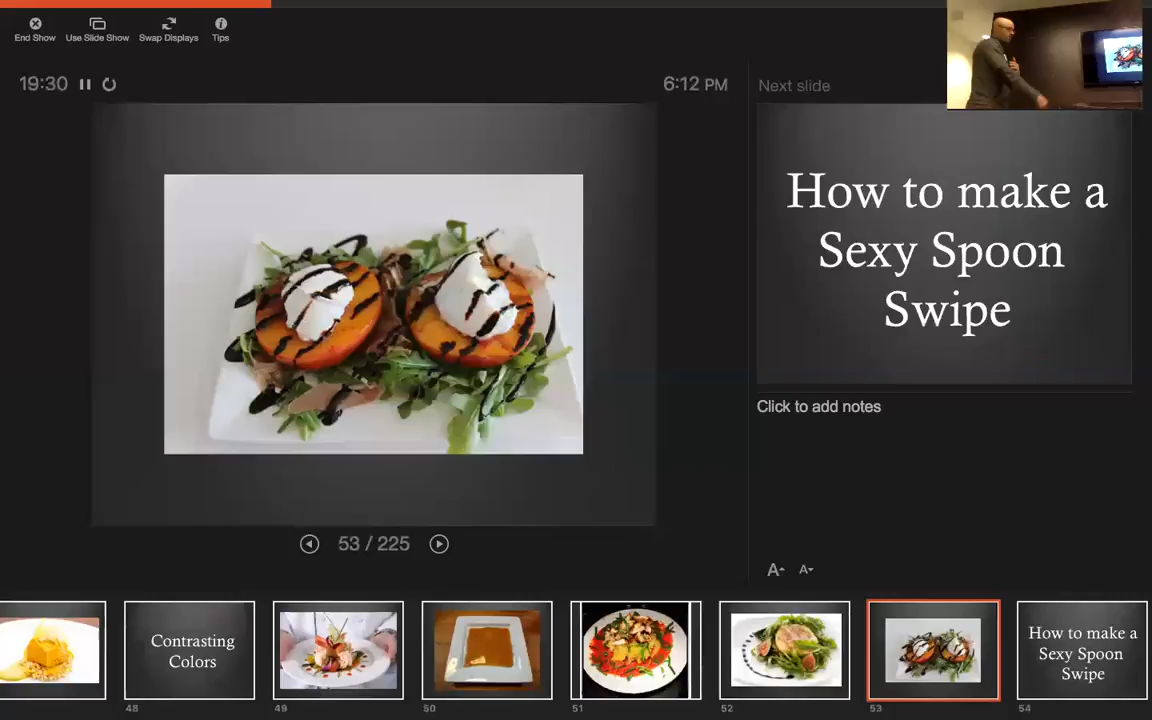 End Show
Use Slide Show
Swap Displays
Tips
19:30
6:12 PM
Next slide
How to make a
Sexy Spoon
Swipe
Click to add notes
53 / 225
A
A
Contrasting
Colors
How to make a
Sexy Spoon
Swipe
48
49
50
51
52
53
54